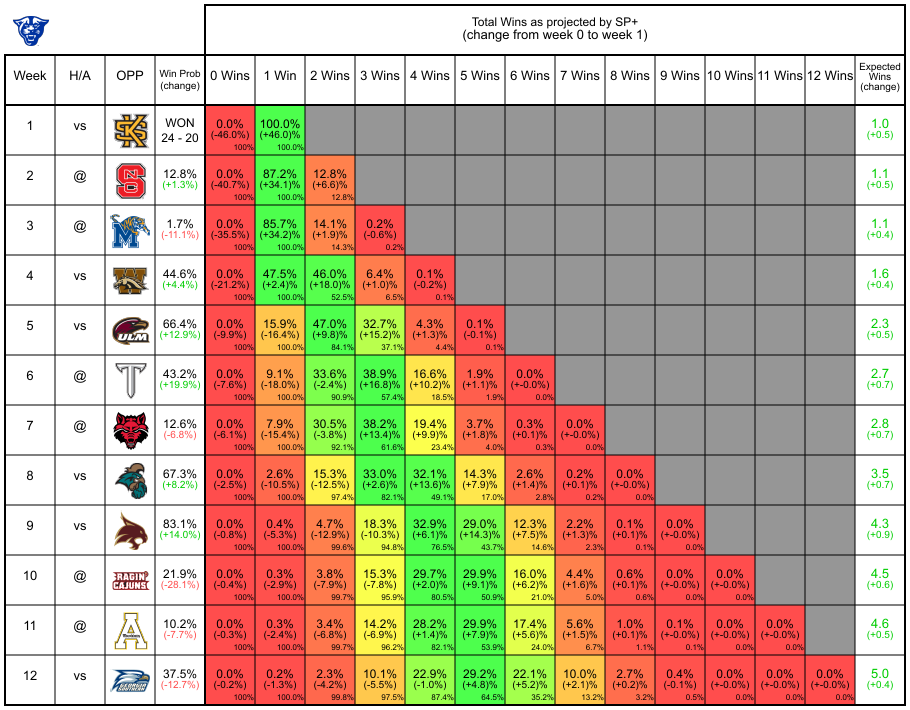 Total Wins as projected by SP+
(change from week 0 to week 1)
Week H/A OPP Win Prob (change) 0 Wins 1 Win 2 Wins 3 Wins 4 Wins 5 Wins 6 Wins 7 Wins 8 Wins 9 Wins 10 Wins 11 Wins 12 Wins Expected Wins (change)
1 vs KS WON 0.0% 100.0% 1.0
24 - 20 (-46.0%) (+46.0)% (+0.5)
100% 100.0%
2 @ NCS 12.8% 0.0% 87.2% 12.8% 1.1
(+1.3%) (-40.7%) (+34.1)% (+6.6)% (+0.5)
100% 100.0% 12.8%
3 @ M 1.7% 0.0% 85.7% 14.1% 0.2% 1.1
(-11.1%) (-35.5%) (+34.2)% (+1.9)% (-0.6)% (+0.4)
100% 100.0% 14.3% 0.2%
4 vs W 44.6% 0.0% 47.5% 46.0% 6.4% 0.1% 1.6
(+4.4%) (-21.2%) (+2.4)% (+18.0)% (+1.0)% (-0.2)% (+0.4)
100% 100.0% 52.5% 6.5% 0.1%
5 vs ULM 66.4% 0.0% 15.9% 47.0% 32.7% 4.3% 0.1% 2.3
(+12.9%) (-9.9%) (-16.4)% (+9.8)% (+15.2)% (+1.3)% (-0.1)% (+0.5)
100% 100.0% 84.1% 37.1% 4.4% 0.1%
6 @ T 43.2% 0.0% 9.1% 33.6% 38.9% 16.6% 1.9% 0.0% 2.7
(+19.9%) (-7.6%) (-18.0)% (-2.4)% (+16.8)% (+10.2)% (+1.1)% (+-0.0)% (+0.7)
100% 100.0% 90.9% 57.4% 18.5% 1.9% 0.0%
7 @ 12.6% 0.0% 7.9% 30.5% 38.2% 19.4% 3.7% 0.3% 0.0% 2.8
(-6.8%) (-6.1%) (-15.4)% (-3.8)% (+13.4)% (+9.9)% (+1.8)% (+0.1)% (+-0.0)% (+0.7)
100% 100.0% 92.1% 61.6% 23.4% 4.0% 0.3% 0.0%
8 vs 67.3% 0.0% 2.6% 15.3% 33.0% 32.1% 14.3% 2.6% 0.2% 0.0% 3.5
(+8.2%) (-2.5%) (-10.5)% (-12.5)% (+2.6)% (+13.6)% (+7.9)% (+1.4)% (+0.1)% (+-0.0)% (+0.7)
100% 100.0% 97.4% 82.1% 49.1% 17.0% 2.8% 0.2% 0.0%
9 vs 83.1% 0.0% 0.4% 4.7% 18.3% 32.9% 29.0% 12.3% 2.2% 0.1% 0.0% 4.3
(+14.0%) (-0.8%) (-5.3)% (-12.9)% (-10.3)% (+6.1)% (+14.3)% (+7.5)% (+1.3)% (+0.1)% (+-0.0)% (+0.9)
100% 100.0% 99.6% 94.8% 76.5% 43.7% 14.6% 2.3% 0.1% 0.0%
10 @ RAGIN' CAJUNS 21.9% 0.0% 0.3% 3.8% 15.3% 29.7% 29.9% 16.0% 4.4% 0.6% 0.0% 0.0% 4.5
(-28.1%) (-0.4%) (-2.9)% (-7.9)% (-7.8)% (+2.0)% (+9.1)% (+6.2)% (+1.6)% (+0.1)% (+-0.0)% (+-0.0)% (+0.6)
100% 100.0% 99.7% 95.9% 80.5% 50.9% 21.0% 5.0% 0.6% 0.0% 0.0%
11 @ A 10.2% 0.0% 0.3% 3.4% 14.2% 28.2% 29.9% 17.4% 5.6% 1.0% 0.1% 0.0% 0.0% 4.6
(-7.7%) (-0.3%) (-2.4)% (-6.8)% (-6.9)% (+1.4)% (+7.9)% (+5.6)% (+1.5)% (+0.1)% (+-0.0)% (+-0.0)% (+-0.0)% (+0.5)
100% 100.0% 99.7% 96.2% 82.1% 53.9% 24.0% 6.7% 1.1% 0.1% 0.0% 0.0%
12 vs GEORGIA SOUTHERN 37.5% 0.0% 0.2% 2.3% 10.1% 22.9% 29.2% 22.1% 10.0% 2.7% 0.4% 0.0% 0.0% 0.0% 5.0
(-12.7%) (-0.2%) (-1.3)% (-4.2)% (-5.5)% (-1.0)% (+4.8)% (+5.2)% (+2.1)% (+0.2)% (-0.1)% (+-0.0)% (+-0.0)% (+-0.0)% (+0.4)
100% 100.0% 99.8% 97.5% 87.4% 64.5% 35.2% 13.2% 3.2% 0.5% 0.0% 0.0% 0.0%